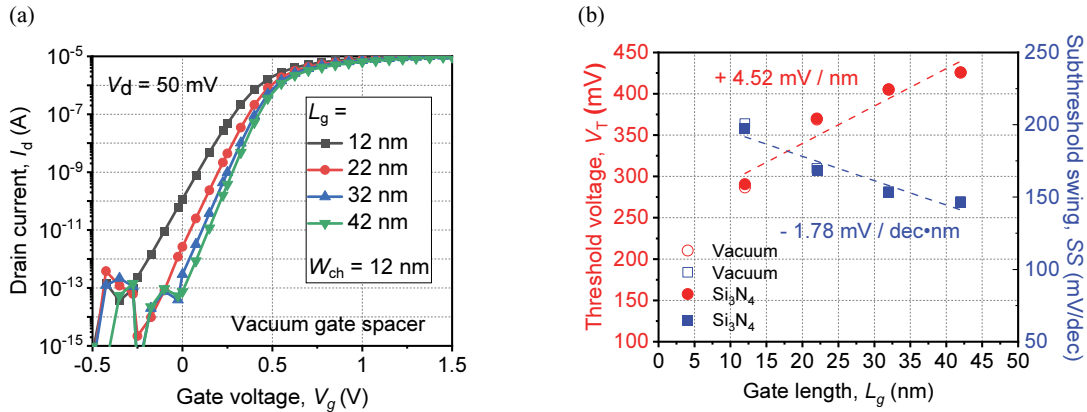 (a)
10⁻⁵
10⁻⁷
10⁻⁹
10⁻¹¹
10⁻¹³
10⁻¹⁵
Drain current, I_d (A)
V_d = 50 mV
L_g =
12 nm
22 nm
32 nm
42 nm
W_ch = 12 nm
Vacuum gate spacer
-0.5 0 0.5 1 1.5
Gate voltage, V_g (V)
(b)
450
400
350
300
250
200
150
100
Threshold voltage, V_T (mV)
+ 4.52 mV / nm
- 1.78 mV / dec•nm
Vacuum
Vacuum
Si₃N₄
Si₃N₄
250
200
150
100
50
Subthreshold swing, SS (mV/dec)
0 5 10 15 20 25 30 35 40 45 50
Gate length, L_g (nm)